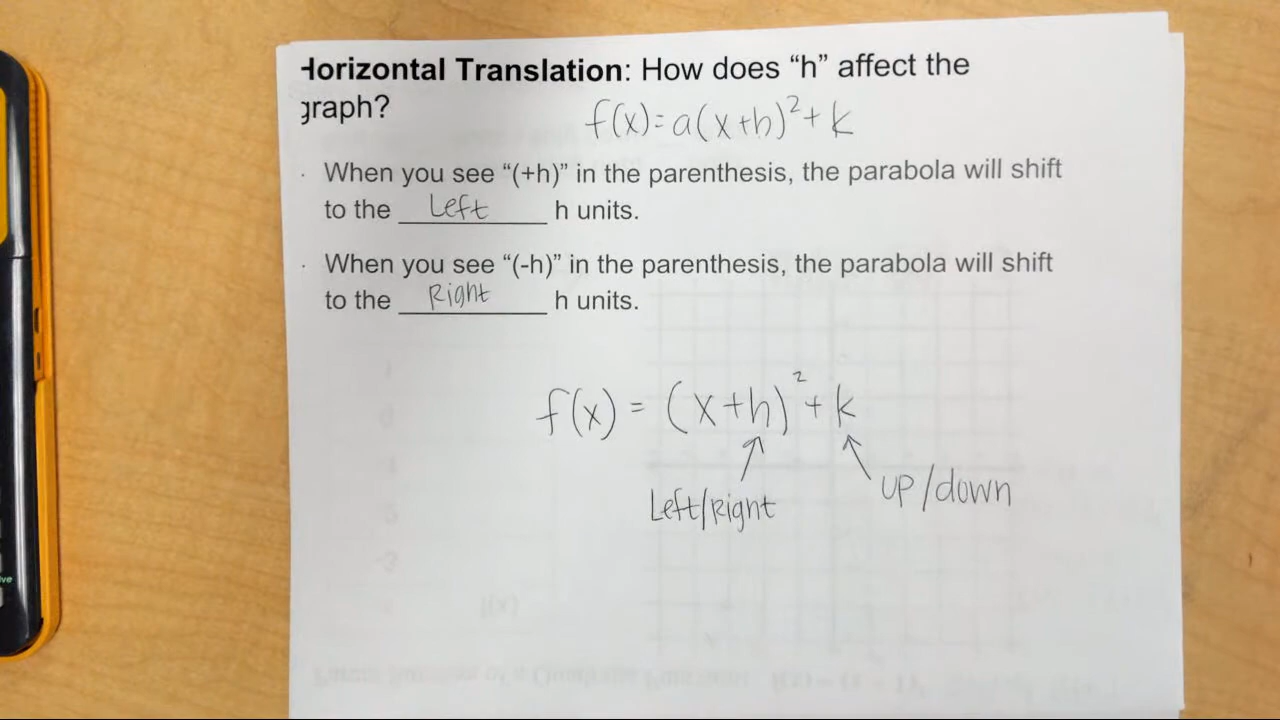 Horizontal Translation: How does “h” affect the
graph?
f(x)=a(x+h)²+k
· When you see “(+h)” in the parenthesis, the parabola will shift
to the Left h units.
· When you see “(-h)” in the parenthesis, the parabola will shift
to the Right h units.
f(x) = (x+h)²+k
Left/Right
up/down